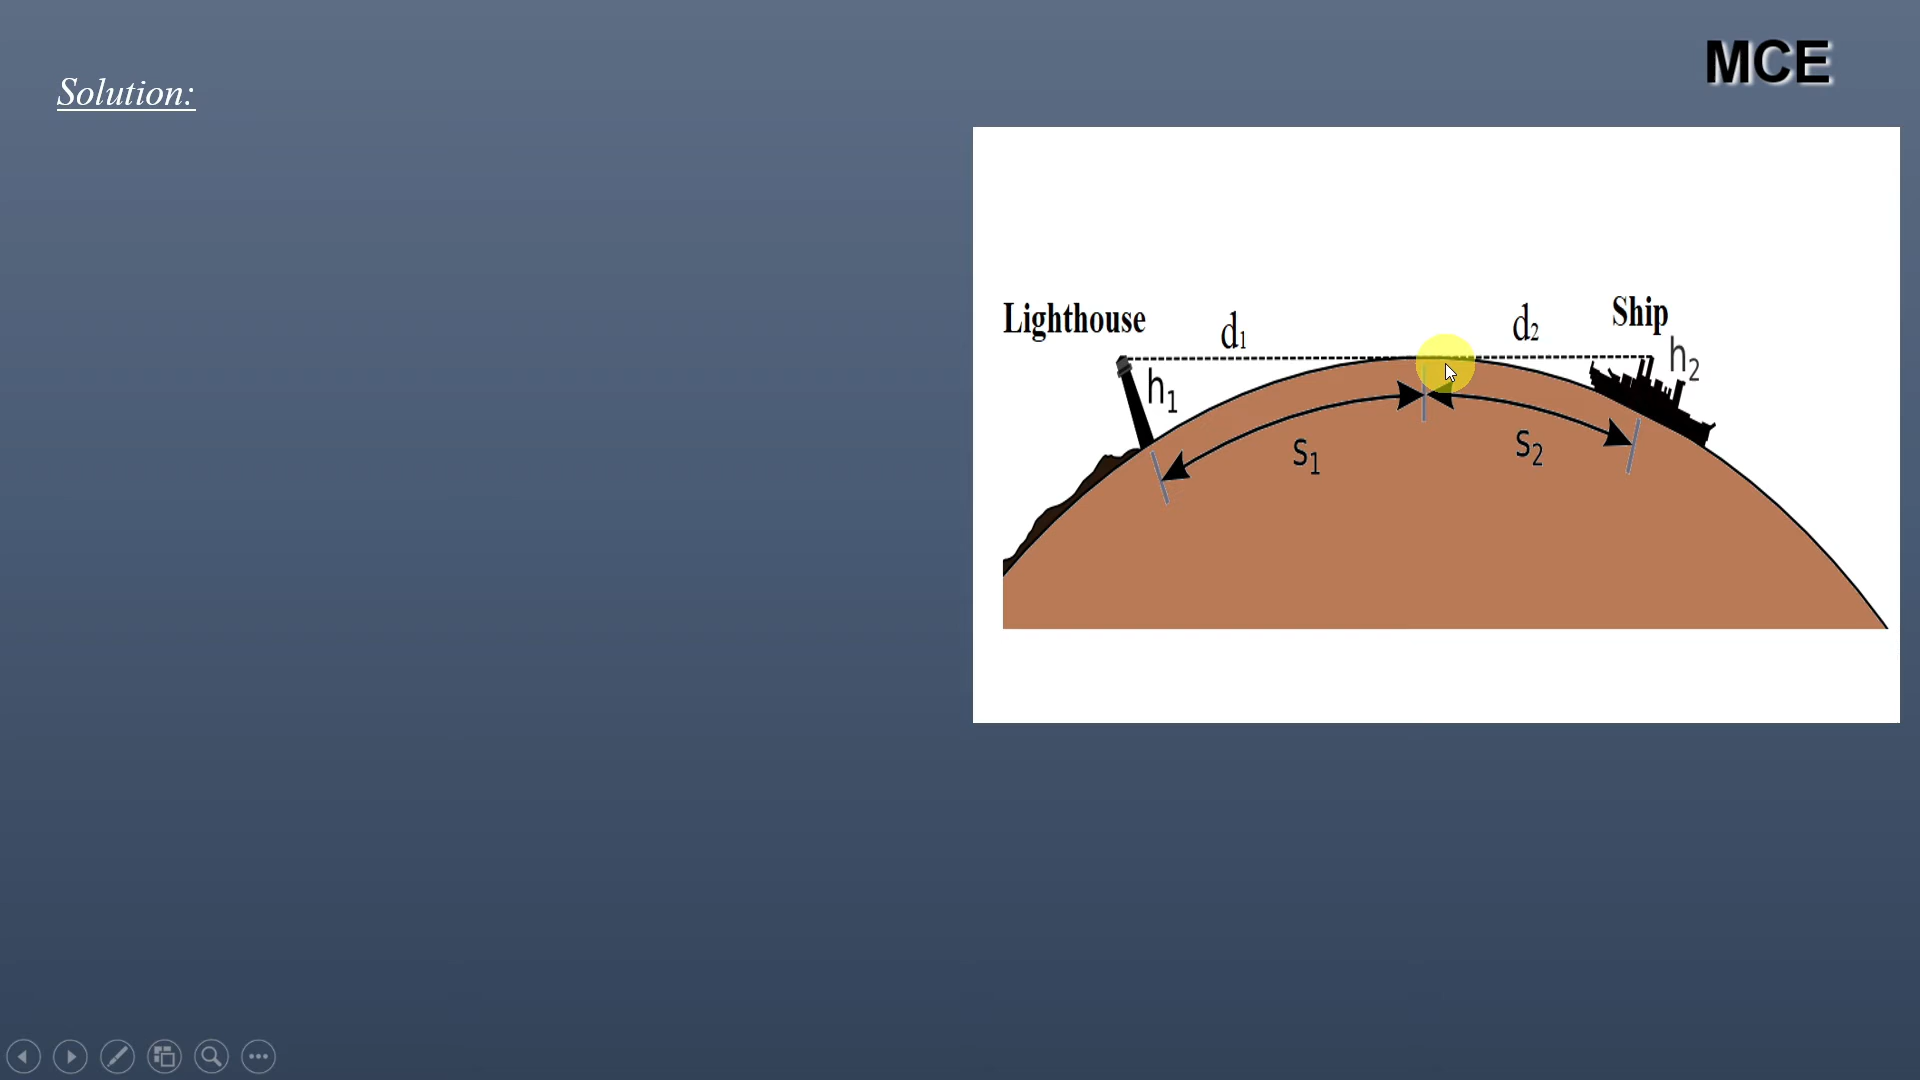 MCE
Solution:
Lighthouse
d1
d2
Ship
h1
h2
S1
S2